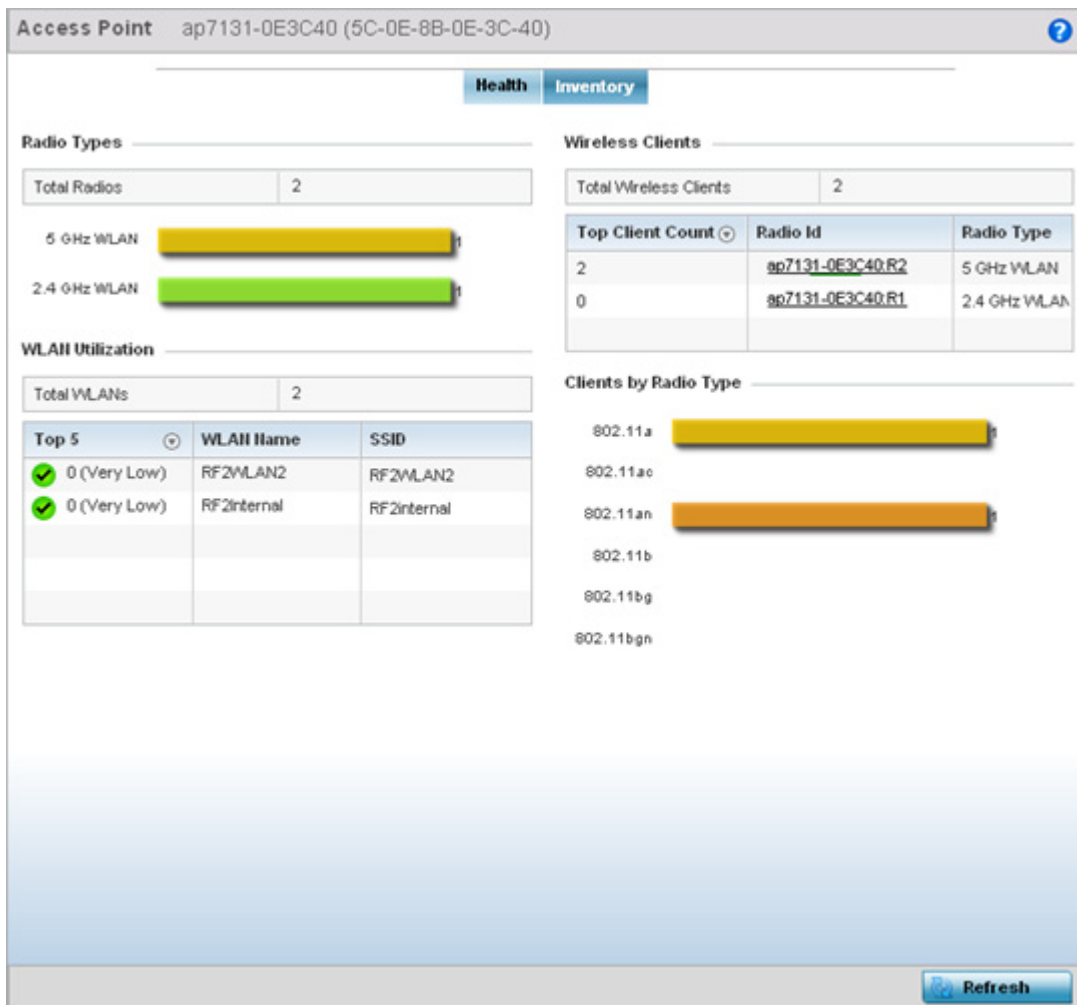 Access Point ap7131-0E3C40 (5C-0E-8B-0E-3C-40)
?
Health Inventory
Radio Types
Total Radios 2
5 GHz WLAN 1
2.4 GHz WLAN 1
WLAN Utilization
Total WLANs 2
Top 5 WLAN Name SSID
0 (Very Low) RF2WLAN2 RF2WLAN2
0 (Very Low) RF2internal RF2internal
Wireless Clients
Total Wireless Clients 2
Top Client Count Radio Id Radio Type
2 ap7131-0E3C40:R2 5 GHz WLAN
0 ap7131-0E3C40:R1 2.4 GHz WLAN
Clients by Radio Type
802.11a 1
802.11ac
802.11an 1
802.11b
802.11bg
802.11bgn
Refresh